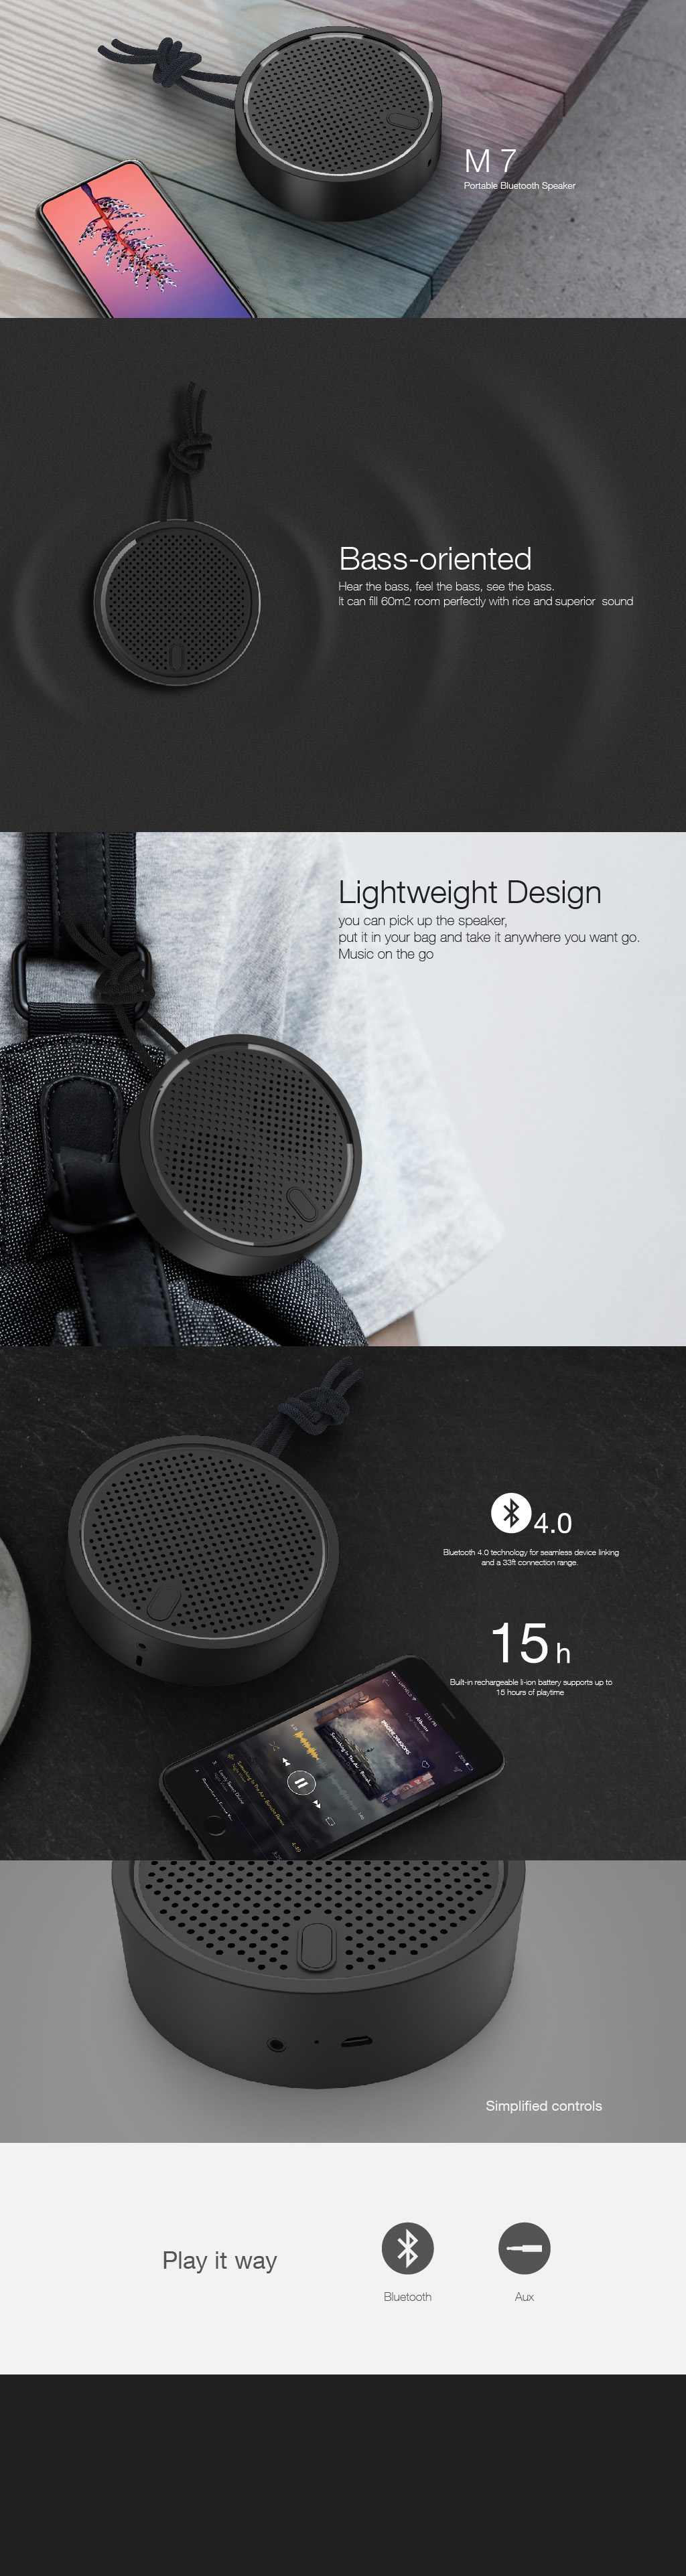 M 7
Portable Bluetooth Speaker
Bass-oriented
Hear the bass, feel the bass, see the bass.
It can fill 60m2 room perfectly with rice and superior sound
Lightweight Design
you can pick up the speaker,
put it in your bag and take it anywhere you want go.
Music on the go
4.0
Bluetooth 4.0 technology for seamless device linking
and a 33ft connection range.
15 h
Built-in rechargeable li-ion battery supports up to
15 hours of playtime
Albums
IMAGINE DRAGONS
Simplified controls
Play it way
Bluetooth
Aux